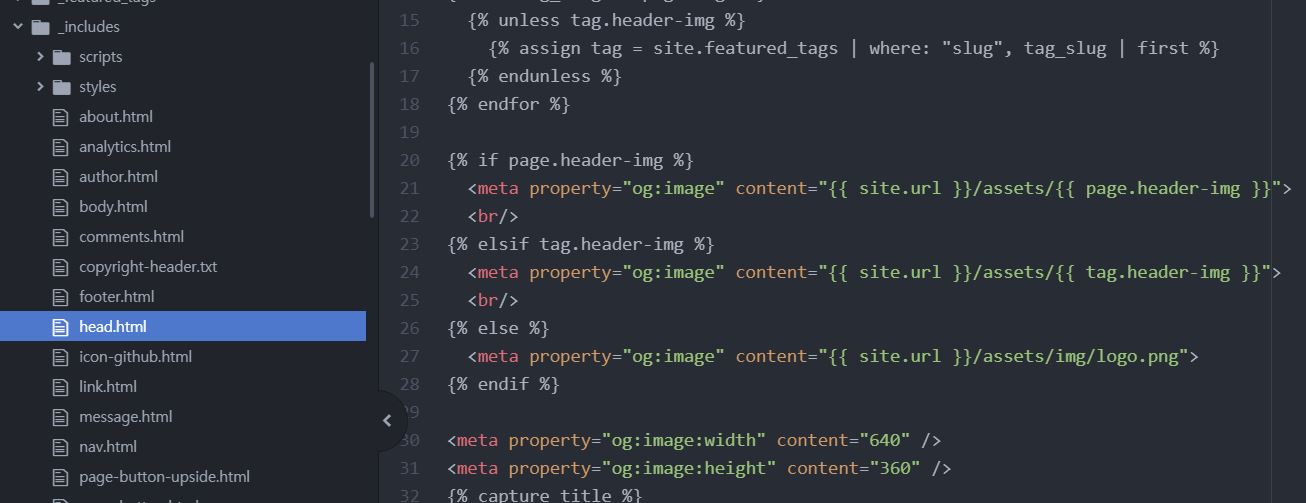 _featured_tags
_includes
scripts
styles
about.html
analytics.html
author.html
body.html
comments.html
copyright-header.txt
footer.html
head.html
icon-github.html
link.html
message.html
nav.html
page-button-upside.html
15 {% unless tag.header-img %}
16 {% assign tag = site.featured_tags | where: "slug", tag_slug | first %}
17 {% endunless %}
18 {% endfor %}
19
20 {% if page.header-img %}
21 <meta property="og:image" content="{{ site.url }}/assets/{{ page.header-img }}">
22 <br/>
23 {% elsif tag.header-img %}
24 <meta property="og:image" content="{{ site.url }}/assets/{{ tag.header-img }}">
25 <br/>
26 {% else %}
27 <meta property="og:image" content="{{ site.url }}/assets/img/logo.png">
28 {% endif %}
29
30 <meta property="og:image:width" content="640" />
31 <meta property="og:image:height" content="360" />
32 {% capture title %}